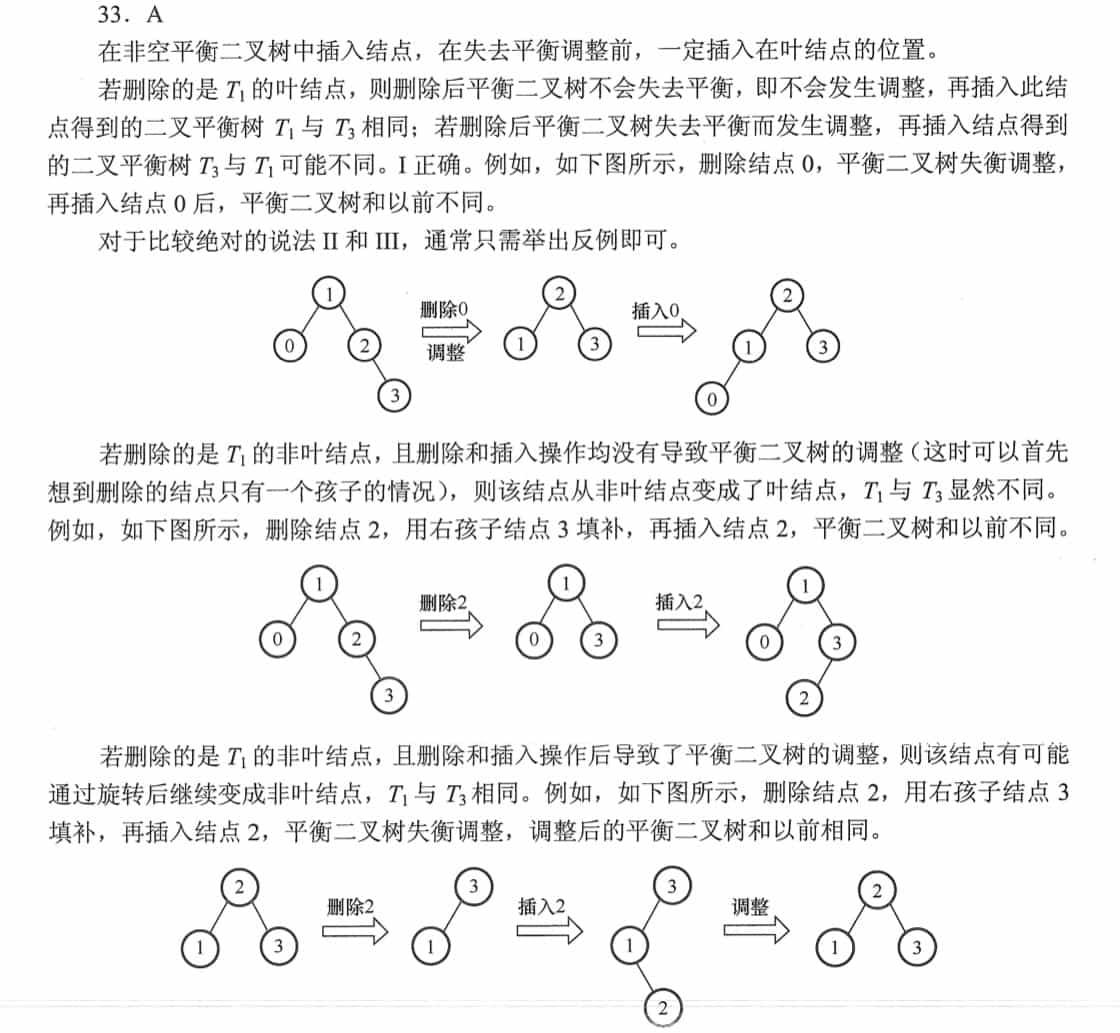 33．A
在非空平衡二叉树中插入结点，在失去平衡调整前，一定插入在叶结点的位置。
若删除的是 T1 的叶结点，则删除后平衡二叉树不会失去平衡，即不会发生调整，再插入此结
点得到的二叉平衡树 T1 与 T3 相同；若删除后平衡二叉树失去平衡而发生调整，再插入结点得到
的二叉平衡树 T3 与 T1 可能不同。I 正确。例如，如下图所示，删除结点 0，平衡二叉树失衡调整，
再插入结点 0 后，平衡二叉树和以前不同。
对于比较绝对的说法 II 和 III，通常只需举出反例即可。
1 删除0 2 插入0 2
0 2 调整 1 3 1 3
3 0
若删除的是 T1 的非叶结点，且删除和插入操作均没有导致平衡二叉树的调整（这时可以首先
想到删除的结点只有一个孩子的情况），则该结点从非叶结点变成了叶结点，T1 与 T3 显然不同。
例如，如下图所示，删除结点 2，用右孩子结点 3 填补，再插入结点 2，平衡二叉树和以前不同。
1 删除2 1 插入2 1
0 2 0 3 0 3
3 2
若删除的是 T1 的非叶结点，且删除和插入操作后导致了平衡二叉树的调整，则该结点有可能
通过旋转后继续变成非叶结点，T1 与 T3 相同。例如，如下图所示，删除结点 2，用右孩子结点 3
填补，再插入结点 2，平衡二叉树失衡调整，调整后的平衡二叉树和以前相同。
2 删除2 3 插入2 3 调整 2
1 3 1 1 1 3
2